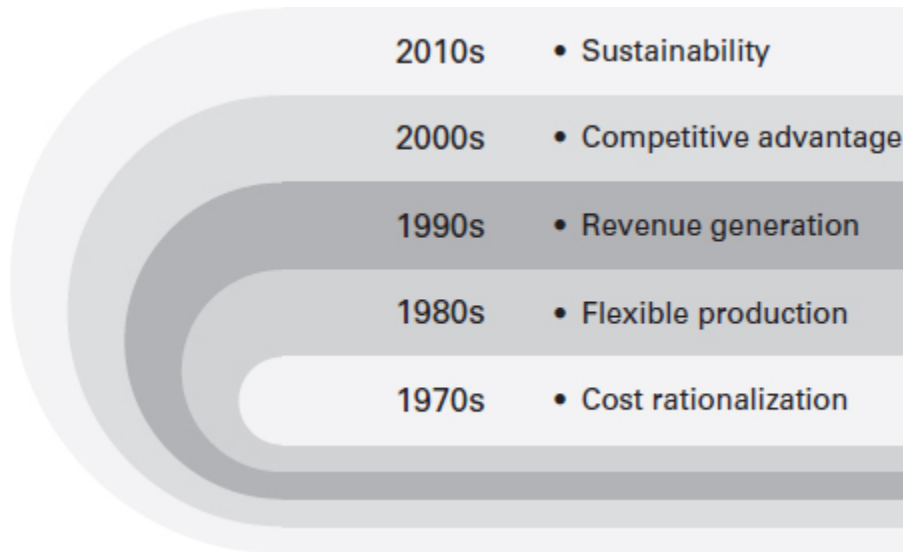 2010s • Sustainability
2000s • Competitive advantage
1990s • Revenue generation
1980s • Flexible production
1970s • Cost rationalization